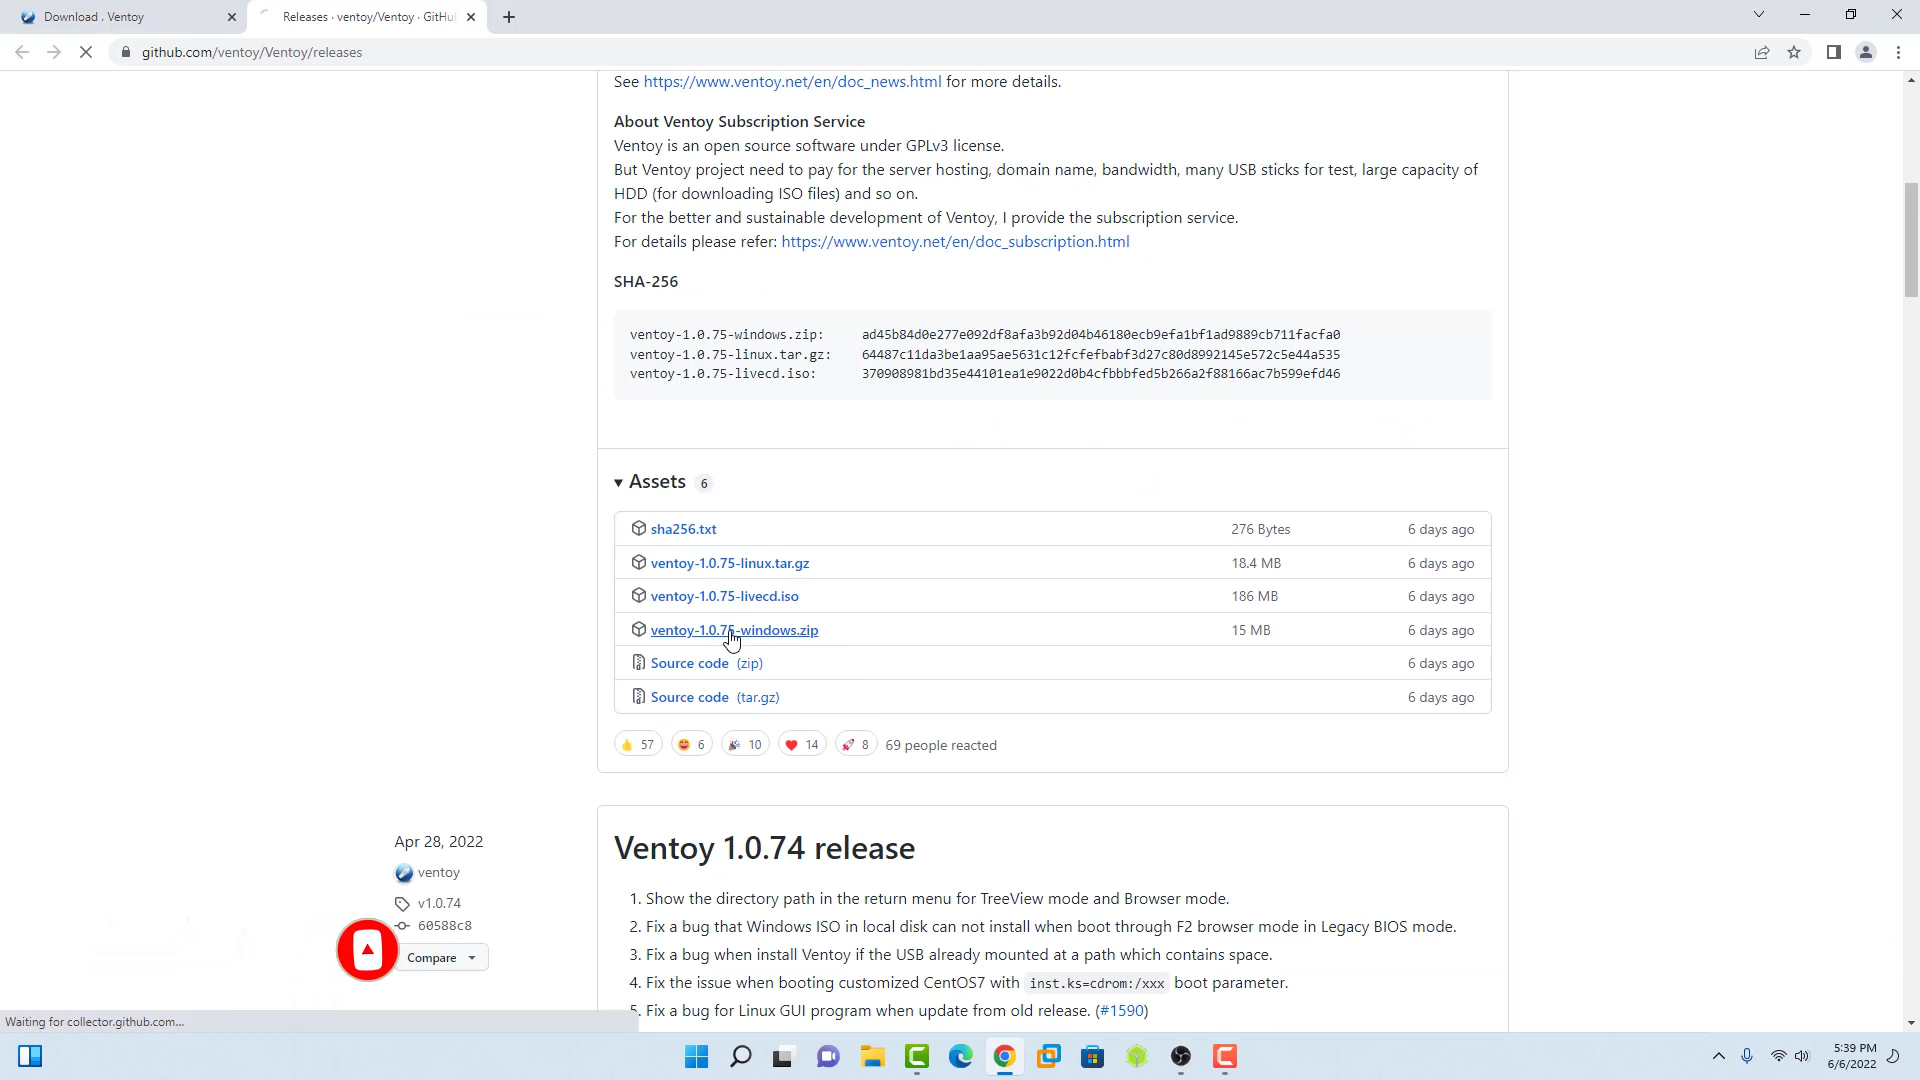 Download . Ventoy
Releases · ventoy/Ventoy · GitHu
github.com/ventoy/Ventoy/releases
See https://www.ventoy.net/en/doc_news.html for more details.
About Ventoy Subscription Service
Ventoy is an open source software under GPLv3 license.
But Ventoy project need to pay for the server hosting, domain name, bandwidth, many USB sticks for test, large capacity of
HDD (for downloading ISO files) and so on.
For the better and sustainable development of Ventoy, I provide the subscription service.
For details please refer: https://www.ventoy.net/en/doc_subscription.html
SHA-256
ventoy-1.0.75-windows.zip: ad45b84d0e277e092df8afa3b92d04b46180ecb9efa1bf1ad9889cb711facfa0
ventoy-1.0.75-linux.tar.gz: 64487c11da3be1aa95ae5631c12fcfefbabf3d27c80d8992145e572c5e44a535
ventoy-1.0.75-livecd.iso: 370908981bd35e44101ea1e9022d0b4cfbbbfed5b266a2f88166ac7b599efd46
Assets 6
sha256.txt 276 Bytes 6 days ago
ventoy-1.0.75-linux.tar.gz 18.4 MB 6 days ago
ventoy-1.0.75-livecd.iso 186 MB 6 days ago
ventoy-1.0.75-windows.zip 15 MB 6 days ago
Source code (zip) 6 days ago
Source code (tar.gz) 6 days ago
57 6 10 14 8 69 people reacted
Apr 28, 2022
ventoy
v1.0.74
60588c8
Compare
Ventoy 1.0.74 release
1. Show the directory path in the return menu for TreeView mode and Browser mode.
2. Fix a bug that Windows ISO in local disk can not install when boot through F2 browser mode in Legacy BIOS mode.
3. Fix a bug when install Ventoy if the USB already mounted at a path which contains space.
4. Fix the issue when booting customized CentOS7 with inst.ks=cdrom:/xxx boot parameter.
5. Fix a bug for Linux GUI program when update from old release. (#1590)
Waiting for collector.github.com...
5:39 PM
6/6/2022